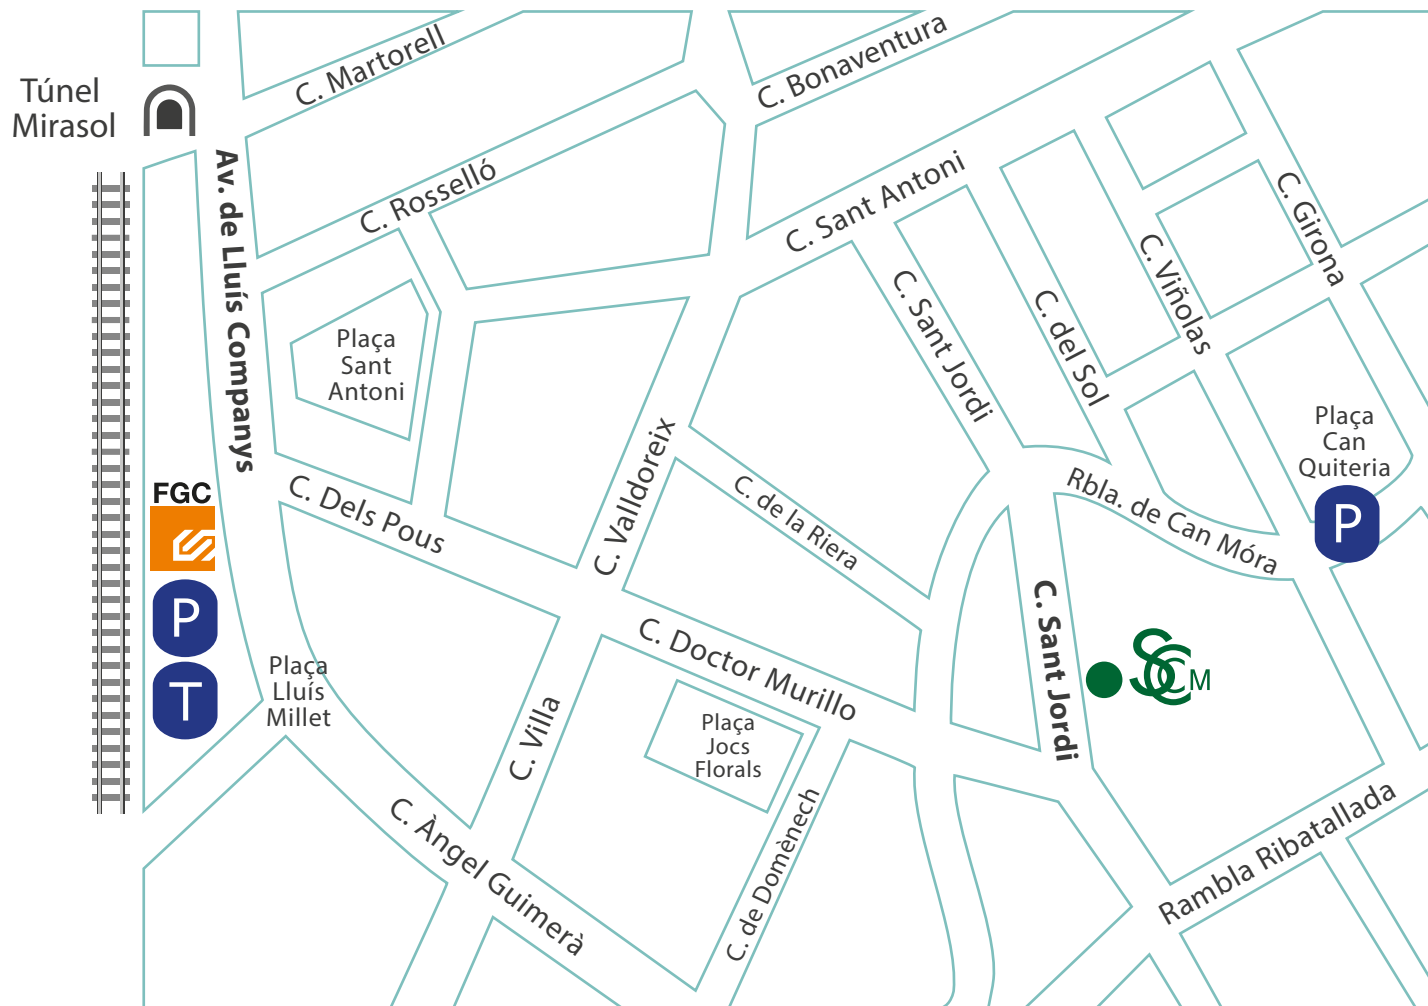 C. Martorell
C. Bonaventura
Túnel
Mirasol
Av. de Lluís Companys
C. Rosselló
C. Sant Antoni
C. Girona
C. Viñolas
C. Sant Jordi
C. del Sol
Plaça
Sant
Antoni
Plaça
Can
Quiteria
P
C. Valldoreix
C. de la Riera
Rbla. de Can Móra
FGC
C. Dels Pous
P
T
Plaça
Lluís
Millet
C. Doctor Murillo
C. Sant Jordi
SCCM
C. Villa
Plaça
Jocs
Florals
C. Àngel Guimerà
C. de Domènech
Rambla Ribatallada